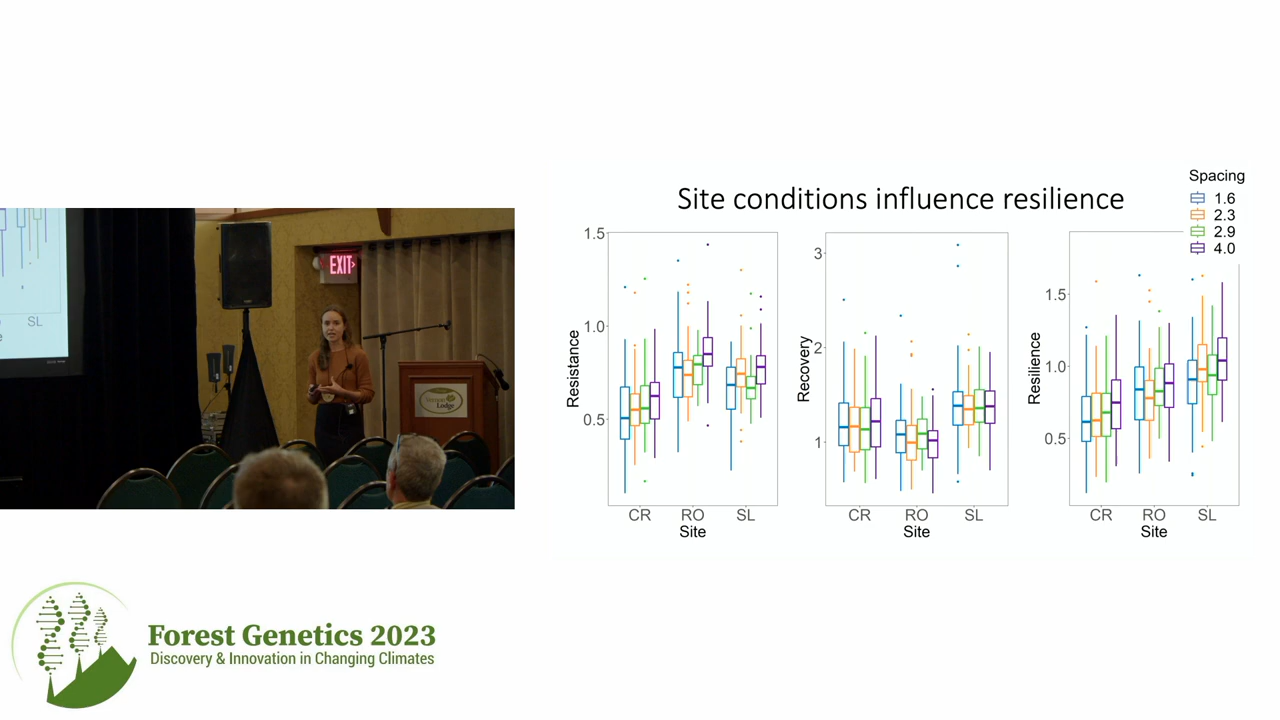 SL
EXIT
Lodge
Site conditions influence resilience
Spacing
1.6
2.3
2.9
4.0
Resistance
1.5
1.0
0.5
CR RO SL
Site
Recovery
3
2
1
CR RO SL
Site
Resilience
1.5
1.0
0.5
CR RO SL
Site
Forest Genetics 2023
Discovery & Innovation in Changing Climates